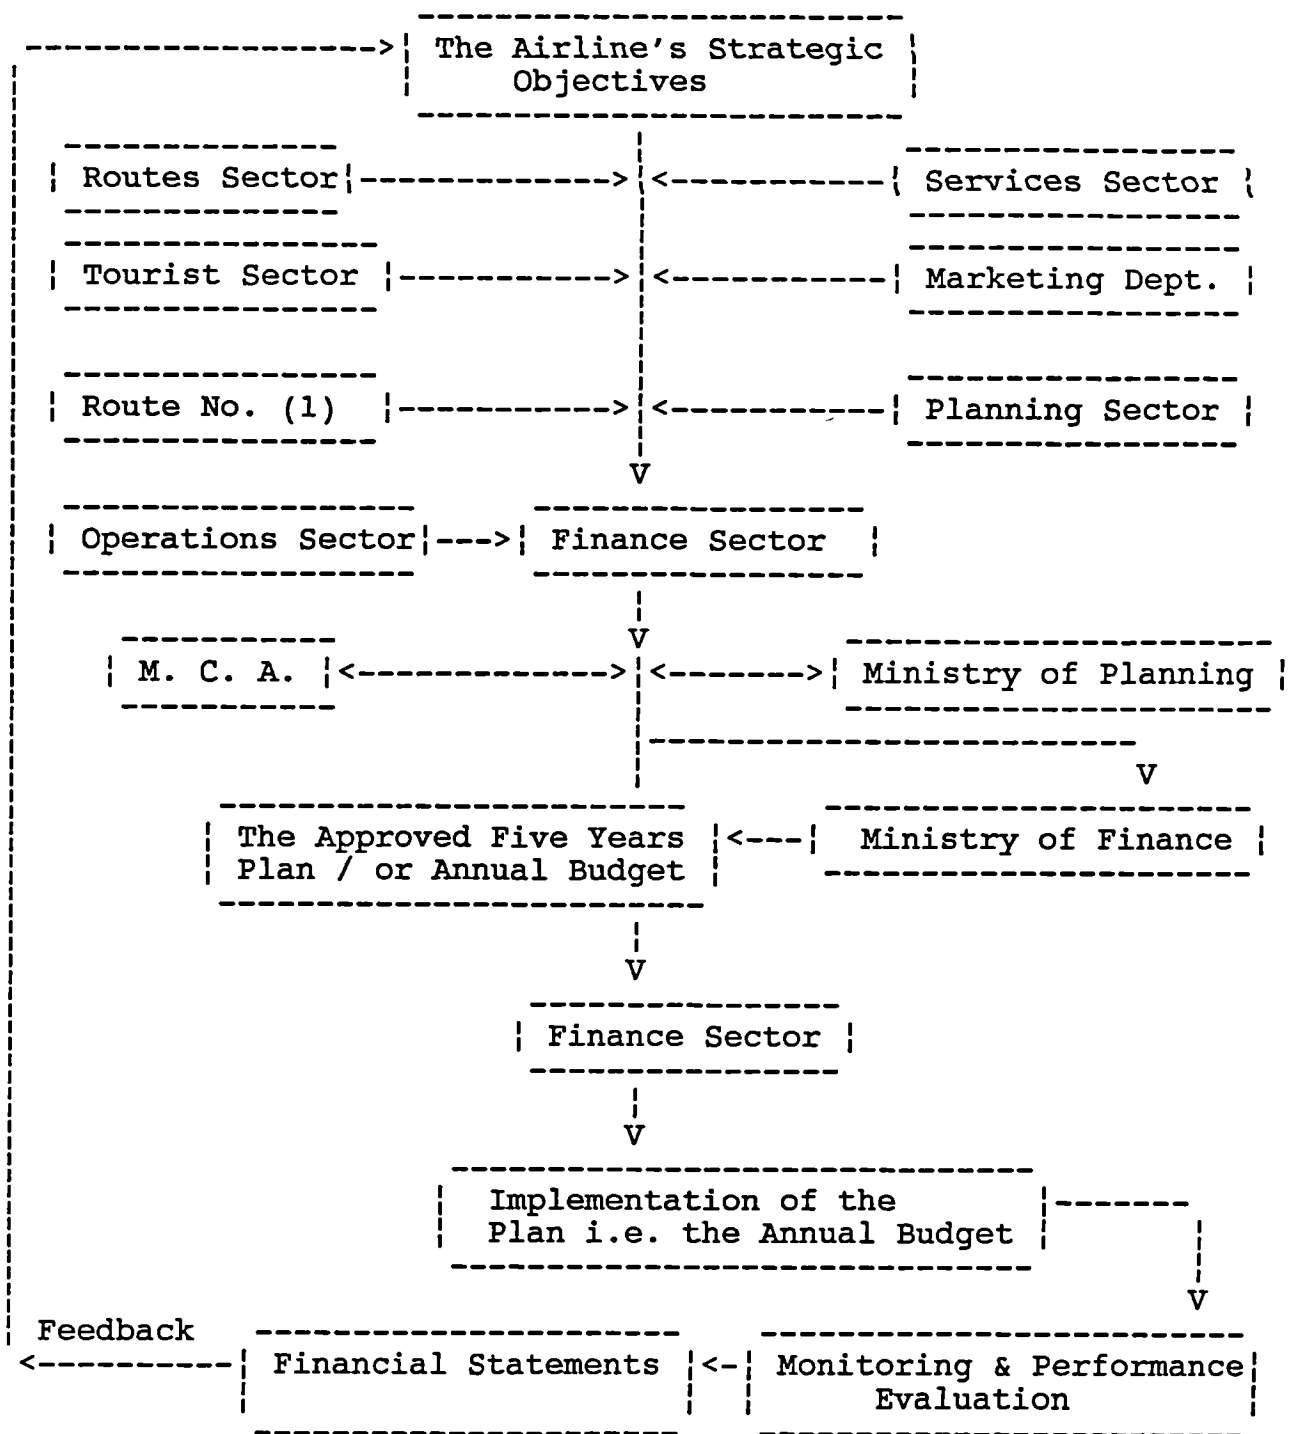 The Airline's Strategic
Objectives
Routes Sector
Services Sector
Tourist Sector
Marketing Dept.
Route No. (1)
Planning Sector
V
Operations Sector
Finance Sector
V
M. C. A.
Ministry of Planning
V
The Approved Five Years
Plan / or Annual Budget
Ministry of Finance
V
Finance Sector
V
Implementation of the
Plan i.e. the Annual Budget
V
Feedback
Financial Statements
Monitoring & Performance
Evaluation